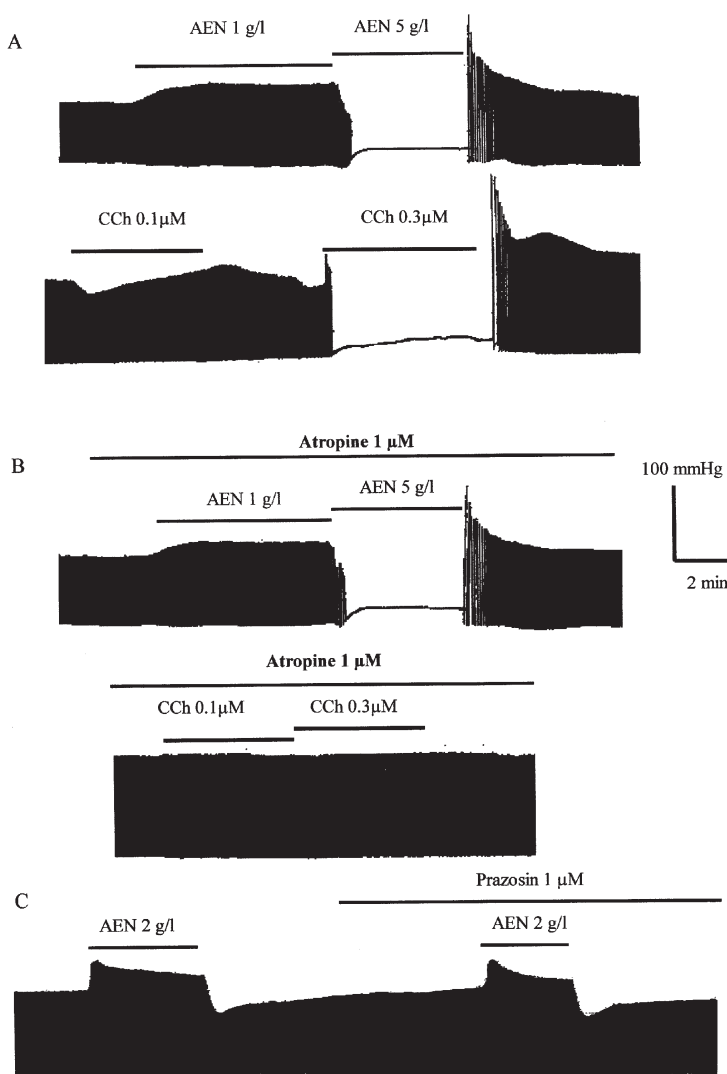 A
AEN 1 g/l
AEN 5 g/l
CCh 0.1µM
CCh 0.3µM
B
Atropine 1 µM
AEN 1 g/l
AEN 5 g/l
100 mmHg
2 min
Atropine 1 µM
CCh 0.1µM
CCh 0.3µM
C
Prazosin 1 µM
AEN 2 g/l
AEN 2 g/l